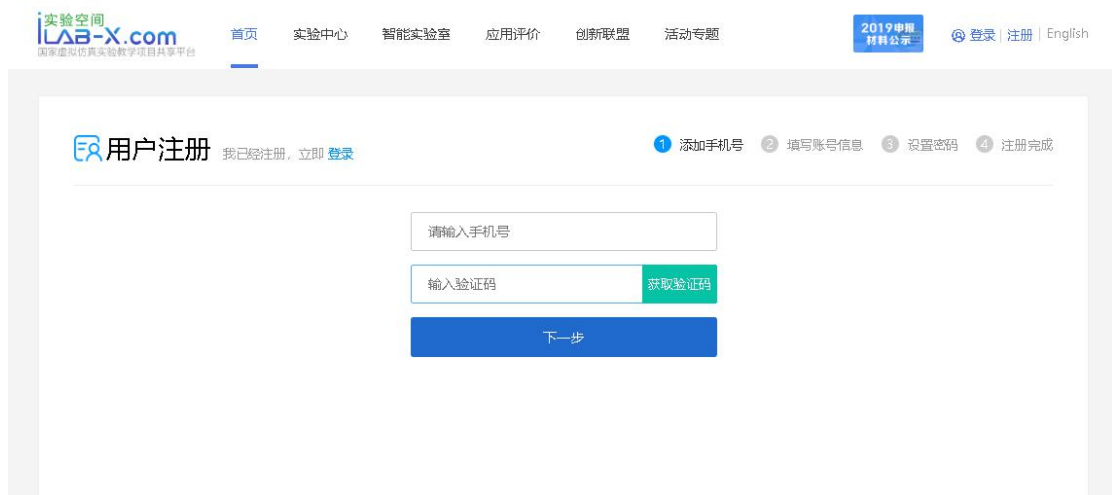 实验空间
iLAB-X.com
国家虚拟仿真实验教学项目共享平台
首页 实验中心 智能实验室 应用评价 创新联盟 活动专题
2019申报
材料公示
登录 | 注册 | English
用户注册 我已经注册，立即 登录
1 添加手机号 2 填写账号信息 3 设置密码 4 注册完成
请输入手机号
输入验证码 获取验证码
下一步